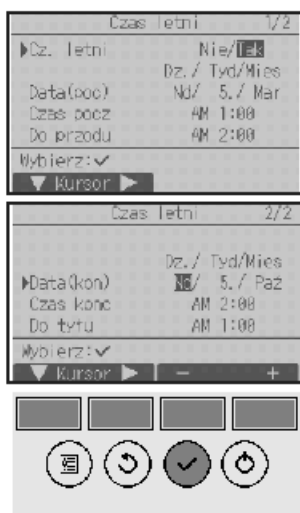 Czas letni 1/2
▶Cz. letni Nie/Tak
Dz./ Tyd/Mies
Data(poc) Nd/ 5./ Mar
Czas pocz AM 1:00
Do przodu AM 2:00
Wybierz:✓
▼ Kursor ▶
Czas letni 2/2
Dz./ Tyd/Mies
▶Data(kon) Nd/ 5./ Paź
Czas konc AM 2:00
Do tyłu AM 1:00
Wybierz:✓
▼ Kursor ▶ − +